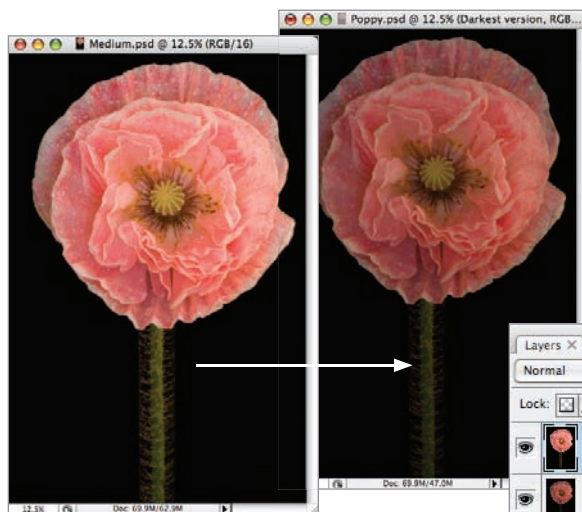 Poppy.psd @ 12.5% (Darkest version, RGB...
Medium.psd @ 12.5% (RGB/16)
Layers ×
Normal
Lock:
Doc: 69.9M/47.0M
12.5% Doc: 69.9M/62.9M